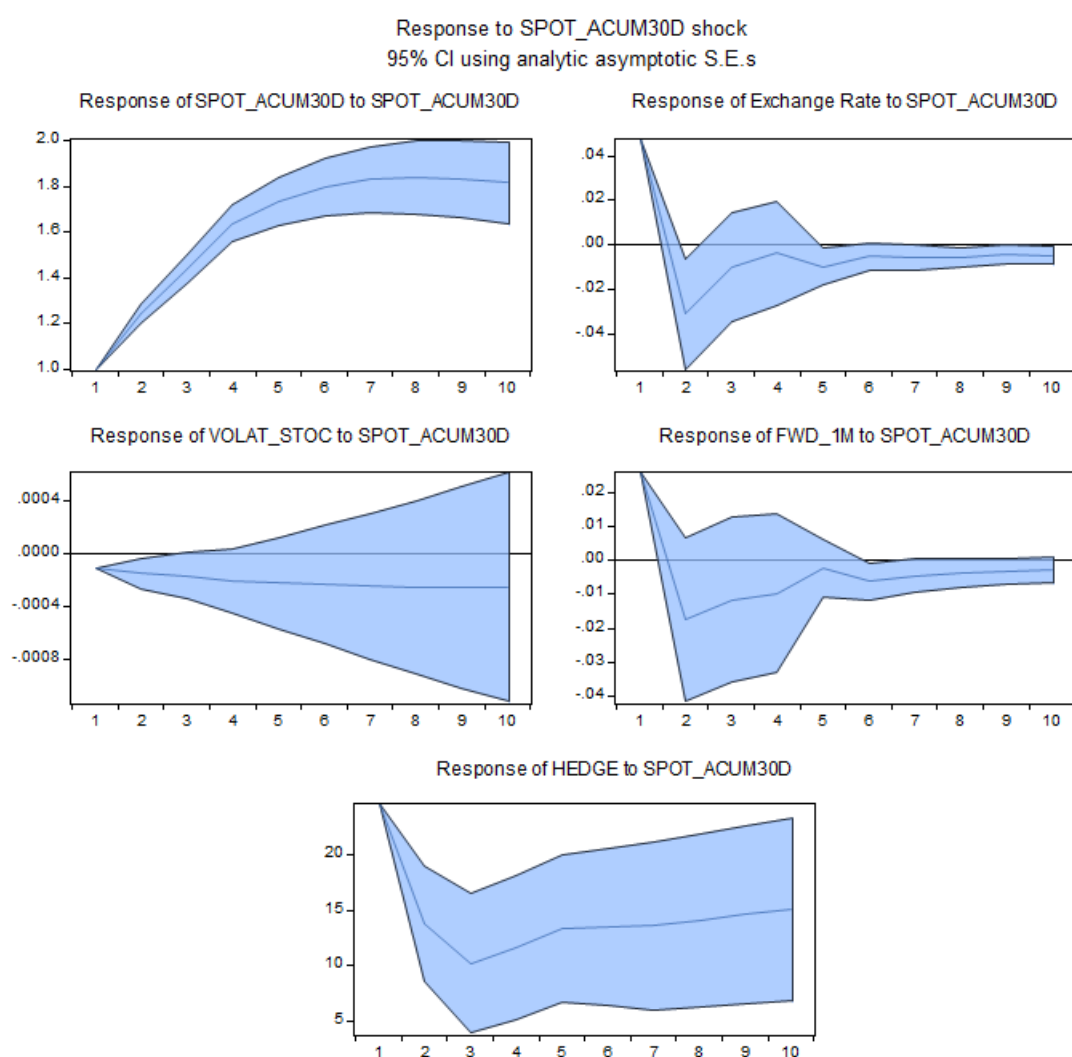 Response to SPOT_ACUM30D shock
95% CI using analytic asymptotic S.E.s
Response of SPOT_ACUM30D to SPOT_ACUM30D
2.0
1.8
1.6
1.4
1.2
1.0
1 2 3 4 5 6 7 8 9 10
Response of Exchange Rate to SPOT_ACUM30D
.04
.02
.00
-.02
-.04
1 2 3 4 5 6 7 8 9 10
Response of VOLAT_STOC to SPOT_ACUM30D
.0004
.0000
-.0004
-.0008
1 2 3 4 5 6 7 8 9 10
Response of FWD_1M to SPOT_ACUM30D
.02
.01
.00
-.01
-.02
-.03
-.04
1 2 3 4 5 6 7 8 9 10
Response of HEDGE to SPOT_ACUM30D
20
15
10
5
1 2 3 4 5 6 7 8 9 10